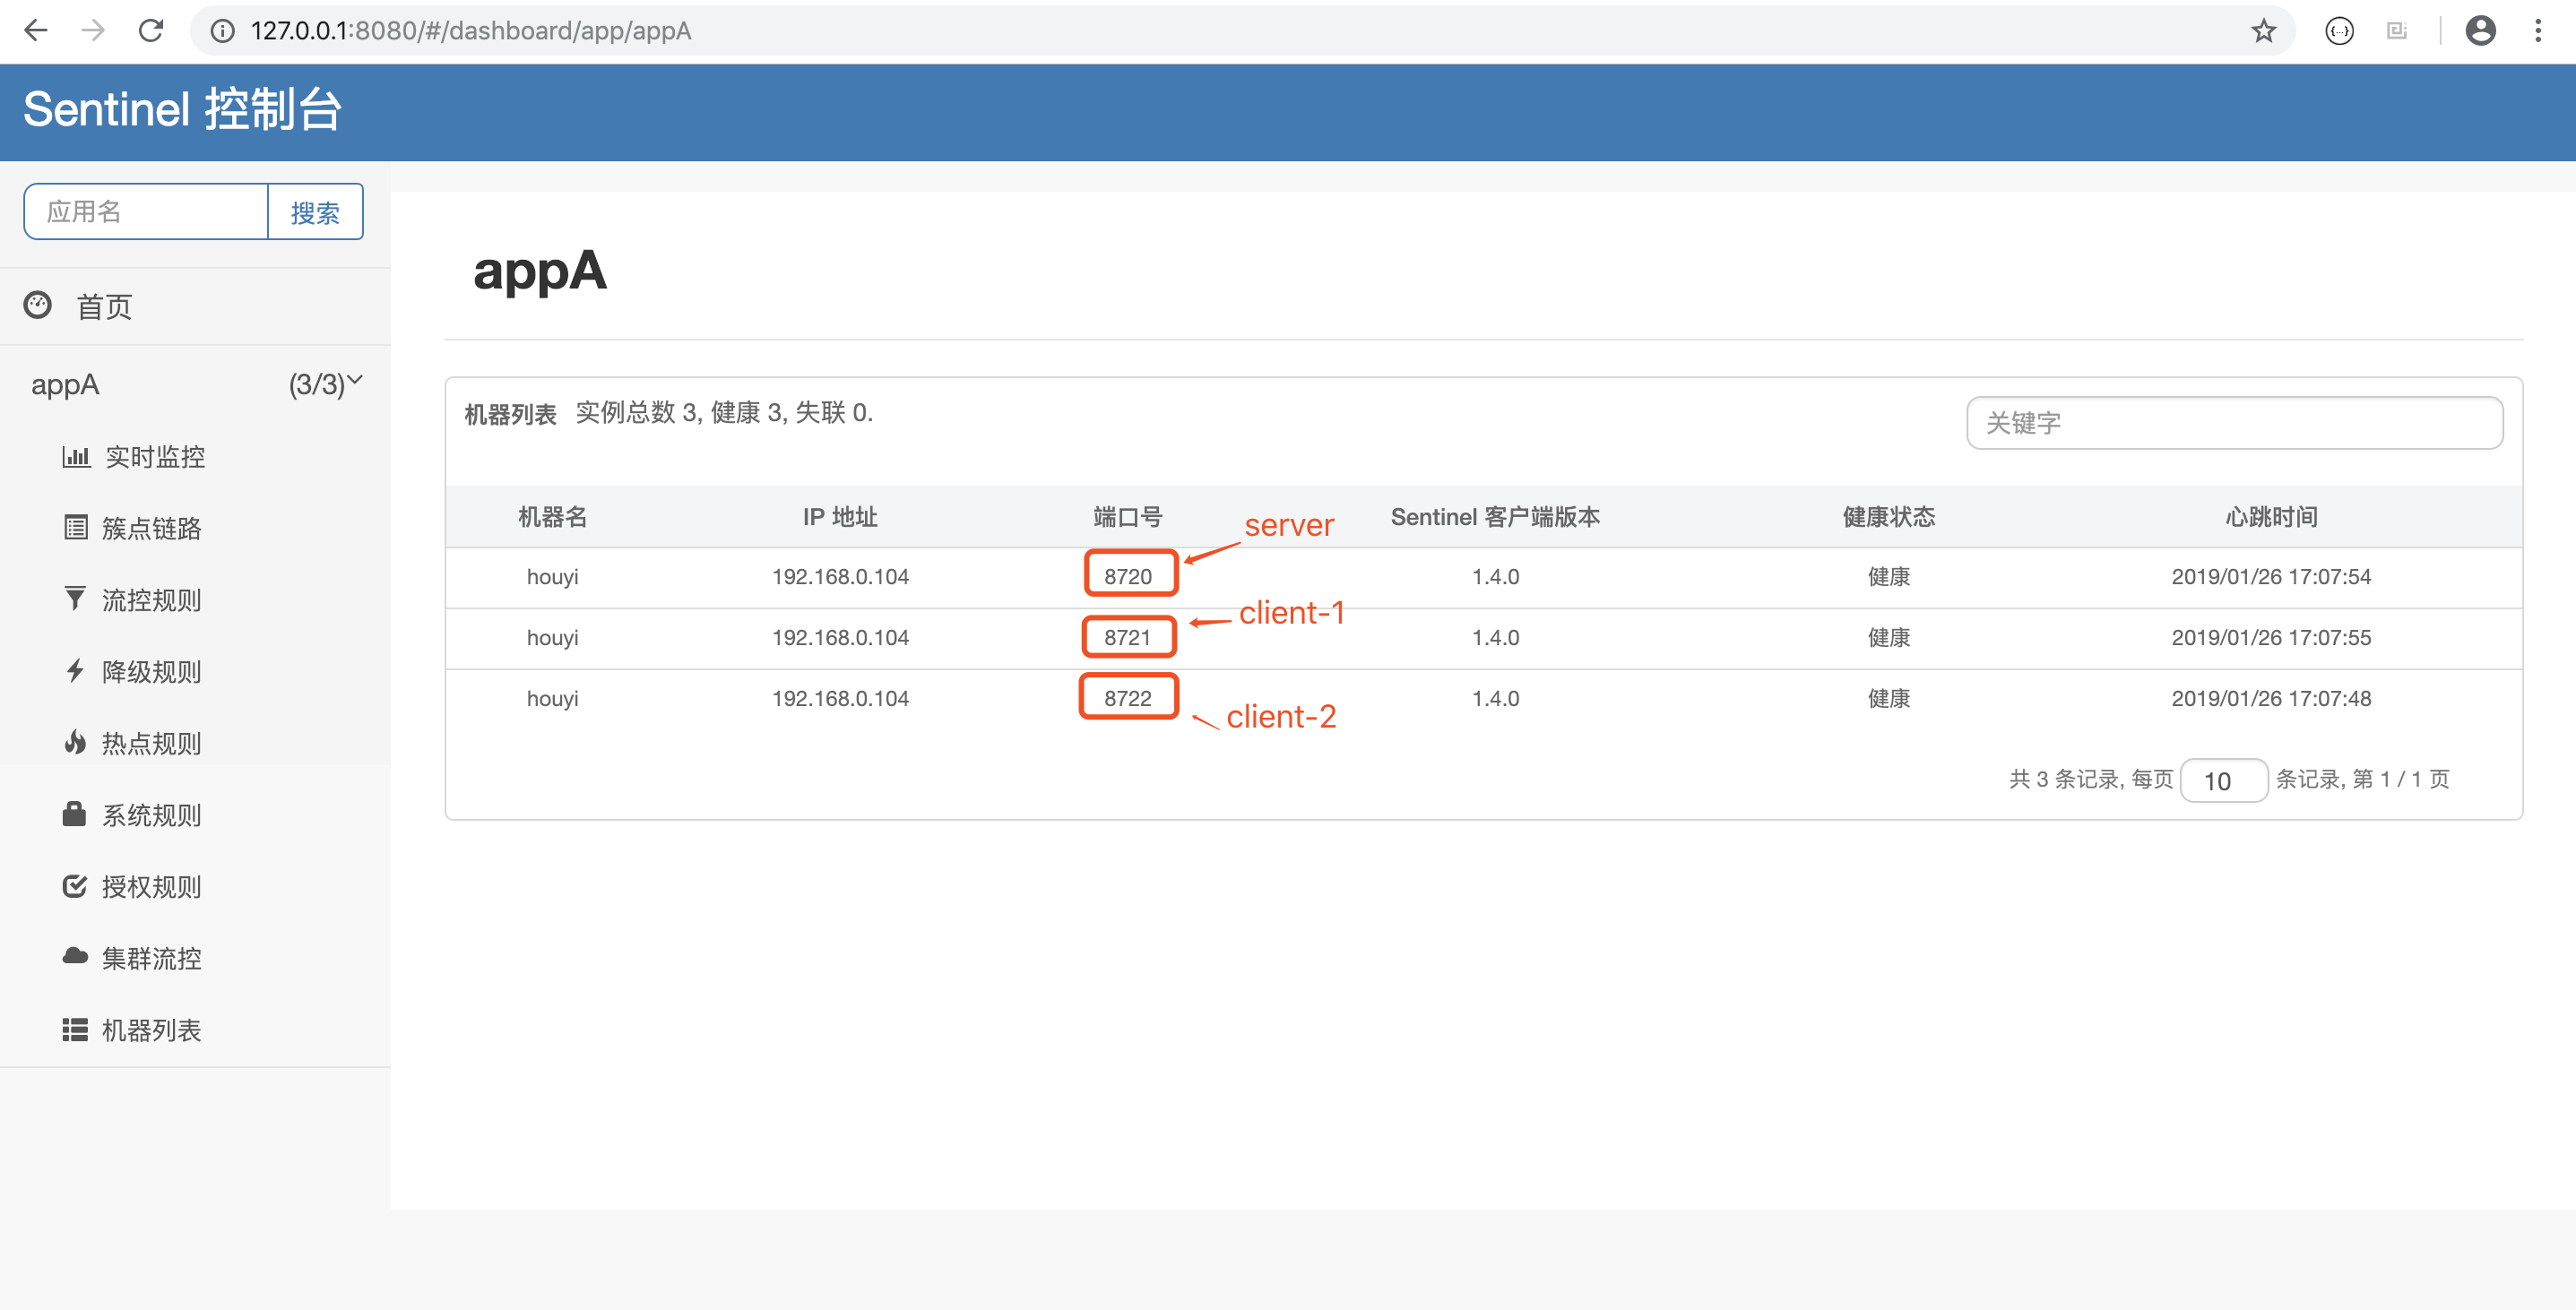 127.0.0.1:8080/#/dashboard/app/appA
Sentinel 控制台
应用名 搜索
首页
appA (3/3)
实时监控
簇点链路
流控规则
降级规则
热点规则
系统规则
授权规则
集群流控
机器列表
appA
机器列表 实例总数 3, 健康 3, 失联 0.
关键字
机器名 IP 地址 端口号 Sentinel 客户端版本 健康状态 心跳时间
server
houyi 192.168.0.104 8720 1.4.0 健康 2019/01/26 17:07:54
client-1
houyi 192.168.0.104 8721 1.4.0 健康 2019/01/26 17:07:55
houyi 192.168.0.104 8722 1.4.0 健康 2019/01/26 17:07:48
client-2
共 3 条记录, 每页 10 条记录, 第 1 / 1 页